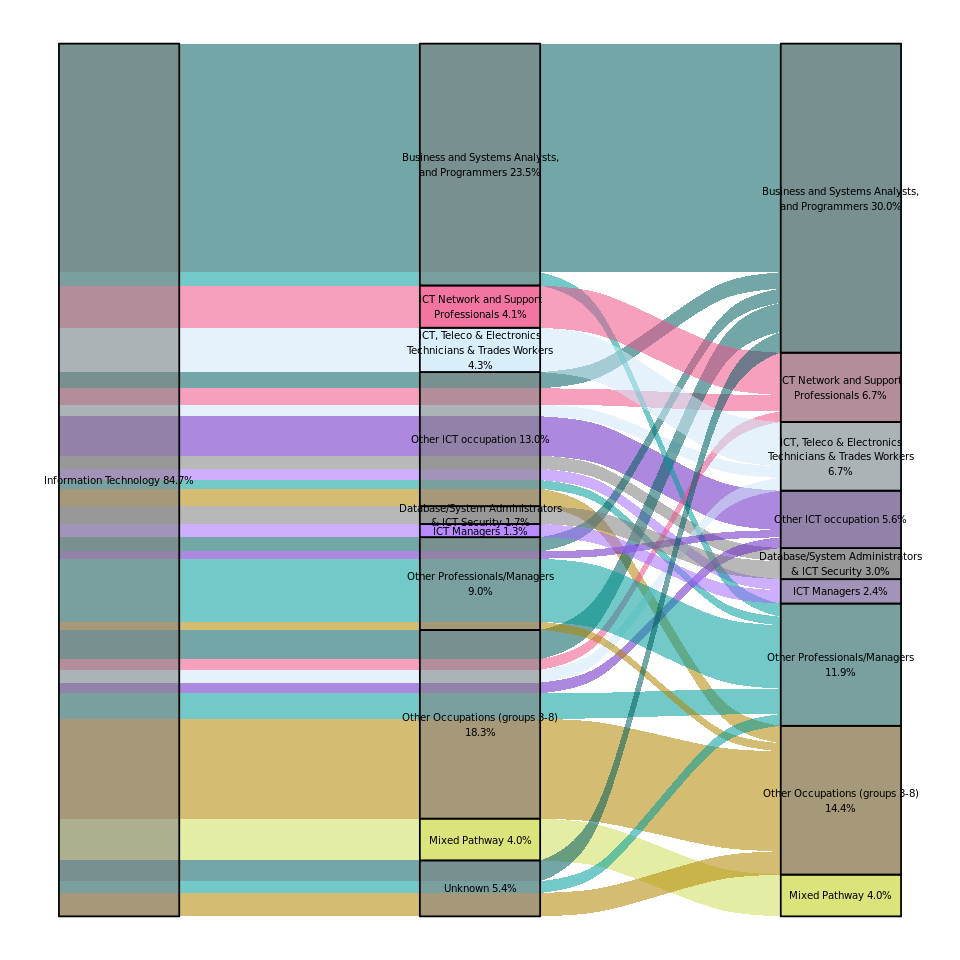 Information Technology 84.7%
Business and Systems Analysts,
and Programmers 23.5%
ICT Network and Support
Professionals 4.1%
ICT, Teleco & Electronics
Technicians & Trades Workers
4.3%
Other ICT occupation 13.0%
Database/System Administrators
& ICT Security 1.7%
ICT Managers 1.3%
Other Professionals/Managers
9.0%
Other Occupations (groups 3-8)
18.3%
Mixed Pathway 4.0%
Unknown 5.4%
Business and Systems Analysts,
and Programmers 30.0%
ICT Network and Support
Professionals 6.7%
ICT, Teleco & Electronics
Technicians & Trades Workers
6.7%
Other ICT occupation 5.6%
Database/System Administrators
& ICT Security 3.0%
ICT Managers 2.4%
Other Professionals/Managers
11.9%
Other Occupations (groups 3-8)
14.4%
Mixed Pathway 4.0%